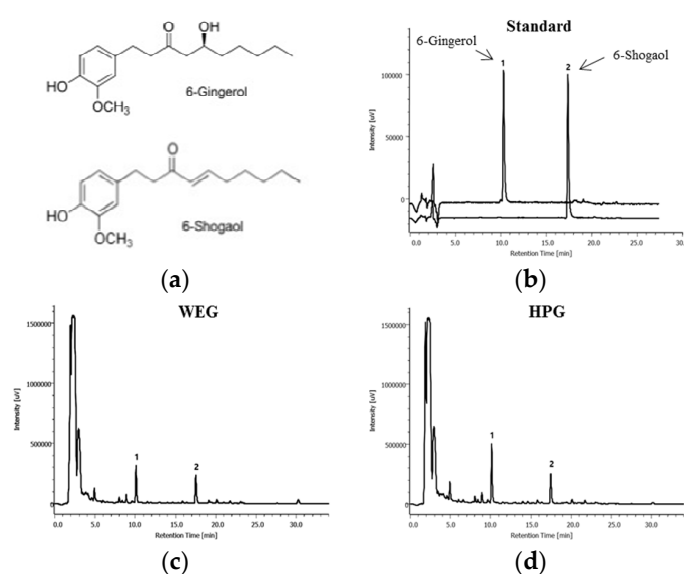 OH
O
HO
OCH3
6-Gingerol
O
HO
OCH3
6-Shogaol
(a)
Standard
6-Gingerol
1
2
6-Shogaol
Intensity [uV]
100000
50000
0
0.0 5.0 10.0 15.0 20.0 25.0 30.0
Retention Time [min]
(b)
WEG
Intensity [uV]
1500000
1000000
500000
0
1
2
0.0 5.0 10.0 15.0 20.0 25.0 30.0
Retention Time [min]
(c)
HPG
Intensity [uV]
1500000
1000000
500000
0
1
2
0.0 5.0 10.0 15.0 20.0 25.0 30.0
Retention Time [min]
(d)